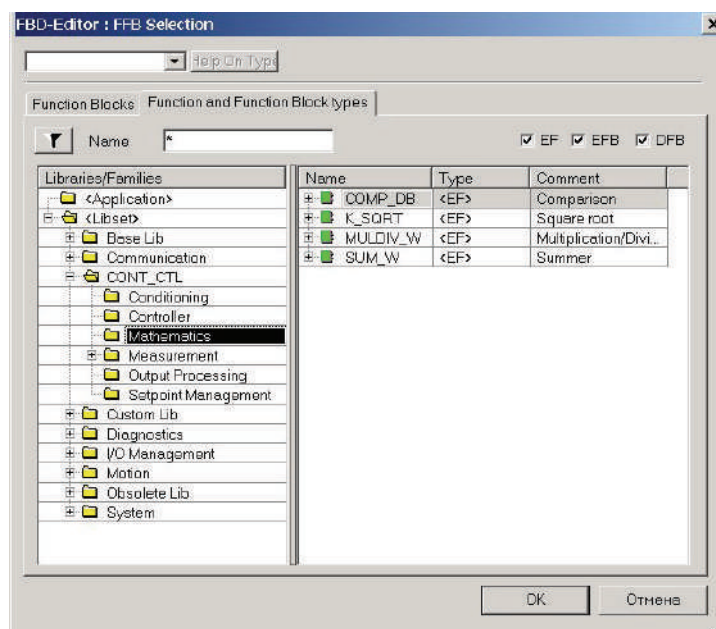 FBD-Editor : FFB Selection
Help On Type
Function Blocks Function and Function Block types
Name * EF EFB DFB
Libraries/Families
<Application>
<Libset>
Base Lib
Communication
CONT_CTL
Conditioning
Controller
Mathematics
Measurement
Output Processing
Setpoint Management
Custom Lib
Diagnostics
I/O Management
Motion
Obsolete Lib
System
Name Type Comment
COMP_DB <EF> Comparison
K_SQRT <EF> Square root
MULDIV_W <EF> Multiplication/Divi...
SUM_W <EF> Summer
OK Отмена